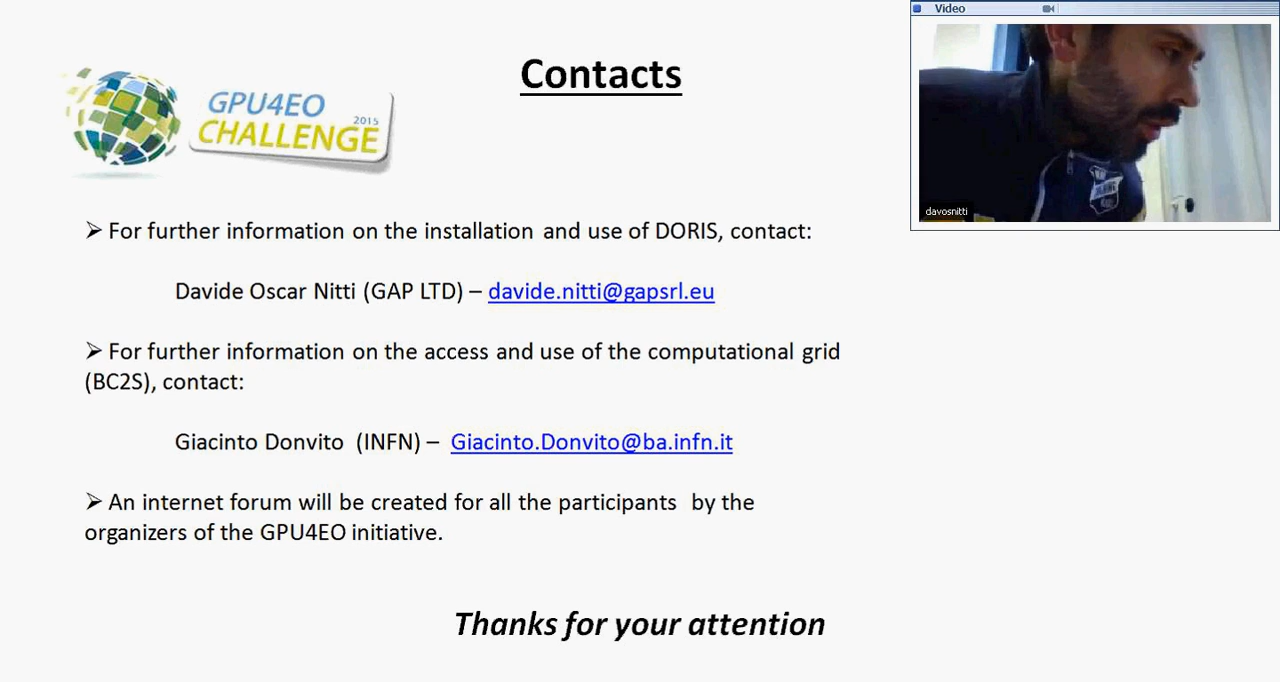 Video
Contacts
GPU4EO
2015
CHALLENGE
davosnitti
➢ For further information on the installation and use of DORIS, contact:
Davide Oscar Nitti (GAP LTD) – davide.nitti@gapsrl.eu
➢ For further information on the access and use of the computational grid
(BC2S), contact:
Giacinto Donvito (INFN) – Giacinto.Donvito@ba.infn.it
➢ An internet forum will be created for all the participants by the
organizers of the GPU4EO initiative.
Thanks for your attention